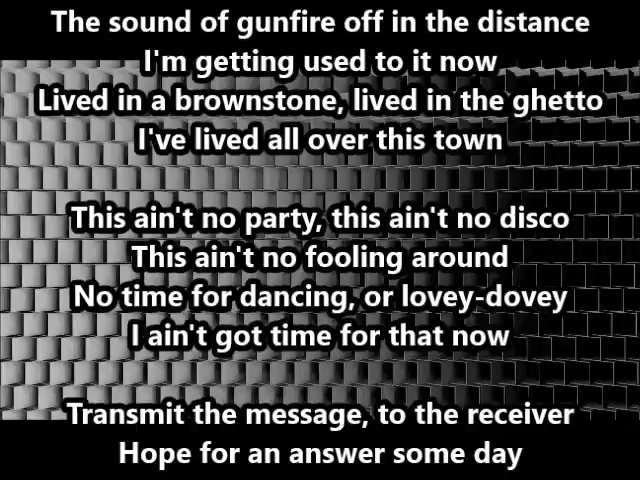 The sound of gunfire off in the distance
I'm getting used to it now
Lived in a brownstone, lived in the ghetto
I've lived all over this town
This ain't no party, this ain't no disco
This ain't no fooling around
No time for dancing, or lovey-dovey
I ain't got time for that now
Transmit the message, to the receiver
Hope for an answer some day